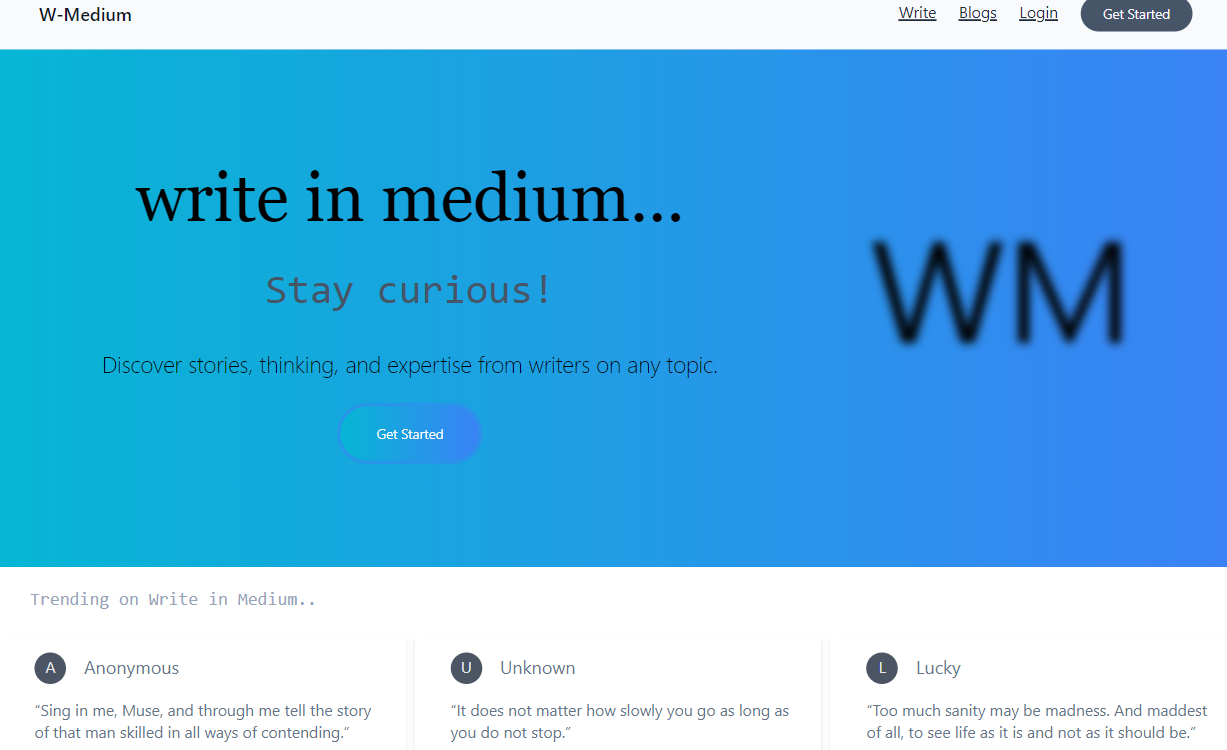 W-Medium
Write Blogs Login Get Started
write in medium...
Stay curious!
WM
Discover stories, thinking, and expertise from writers on any topic.
Get Started
Trending on Write in Medium..
A Anonymous
“Sing in me, Muse, and through me tell the story
of that man skilled in all ways of contending.”
U Unknown
“It does not matter how slowly you go as long as
you do not stop.”
L Lucky
“Too much sanity may be madness. And maddest
of all, to see life as it is and not as it should be.”